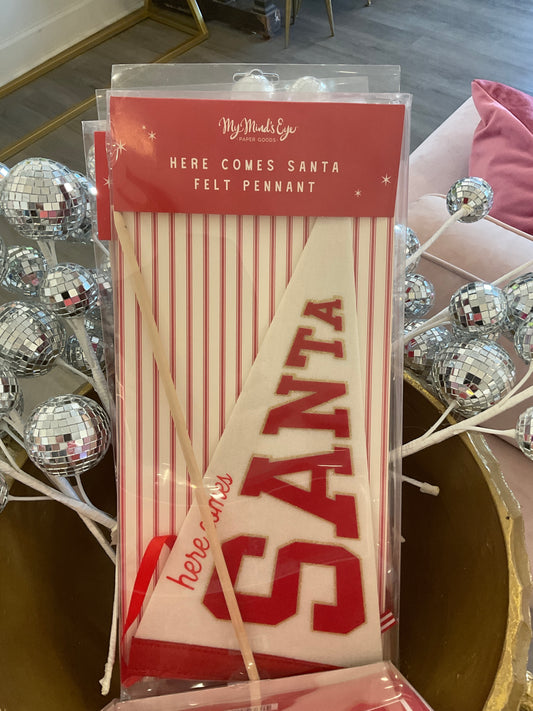 My Mind's Eye
PAPER GOODS
HERE COMES SANTA
FELT PENNANT
here comes
SANTA